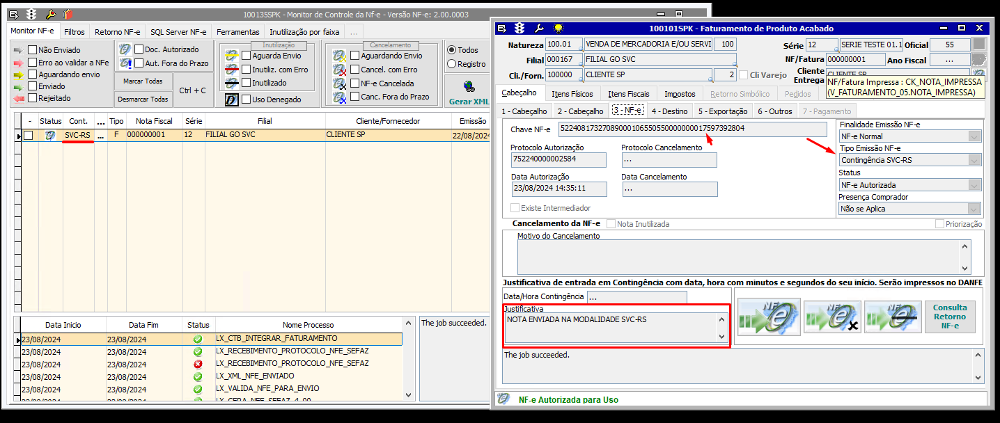 100135SPK - Monitor de Controle da Nf-e - Versão NF-e: 2.00.0003
Monitor NF-e
Filtros
Retorno NF-e
SQL Server NF-e
Ferramentas
Inutilização por faixa
...
Não Enviado
Erro ao validar a NFe
Aguardando envio
Enviado
Rejeitado
Doc. Autorizado
Aut. Fora do Prazo
Marcar Todas
Desmarcar Todas
Ctrl + C
Inutilização
Aguarda Envio
Inutiliz. com Erro
Inutilizado
Uso Denegado
Cancelamento
Aguardando Envio
Cancel. com Erro
NF-e Cancelada
Canc. Fora do Prazo
Todos
Registro
Gerar XML
- Status Cont. ... Tipo Nota Fiscal Série Filial Cliente/Fornecedor Emissão
SVC-RS ... F 000000001 12 FILIAL GO SVC CLIENTE SP 22/08/2024
Data Inicio Data Fim Status Nome Processo
23/08/2024 23/08/2024 LX_CTB_INTEGRAR_FATURAMENTO
23/08/2024 23/08/2024 LX_RECEBIMENTO_PROTOCOLO_NFE_SEFAZ
23/08/2024 23/08/2024 LX_RECEBIMENTO_PROTOCOLO_NFE_SEFAZ
23/08/2024 23/08/2024 LX_XML_NFE_ENVIADO
23/08/2024 23/08/2024 LX_VALIDA_NFE_PARA_ENVIO
23/08/2024 23/08/2024
The job succeeded.
100101SPK - Faturamento de Produto Acabado
Natureza 100.01 VENDA DE MERCADORIA E/OU SERVI 100
Série 12 SERIE TESTE 01.1 Oficial 55
Filial 000167 FILIAL GO SVC
NF/Fatura 000000001 Ano Fiscal ...
Cli./Forn. 100000 CLIENTE SP 2 Cli Varejo
Cliente Entrega CLIENTE SP
NF/Fatura Impressa : CK_NOTA_IMPRESSA
(V_FATURAMENTO_05.NOTA_IMPRESSA)
Cabeçalho
Itens Físicos
Itens Fiscais
Impostos
Retorno Simbólico
Pedidos
1 - Cabeçalho
2 - Cabeçalho
3 - NF-e
4 - Destino
5 - Exportação
6 - Outros
7 - Pagamento
Chave NF-e 52240817327089000106550550000000017597392804
Protocolo Autorização
752240000002584
Protocolo Cancelamento
...
Data Autorização
23/08/2024 14:35:11
Data Cancelamento
...
Existe Intermediador
Finalidade Emissão NF-e
NF-e Normal
Tipo Emissão NF-e
Contingência SVC-RS
Status
NF-e Autorizada
Presença Comprador
Não se Aplica
Cancelamento da NF-e
Nota Inutilizada
Priorização
Motivo do Cancelamento
Justificativa de entrada em Contingência com data, hora com minutos e segundos do seu início. Serão impressos no DANFE
Data/Hora Contingência ...
Justificativa
NOTA ENVIADA NA MODALIDADE SVC-RS
NF
NF
NF
Consulta
Retorno
NF-e
The job succeeded.
NF-e Autorizada para Uso